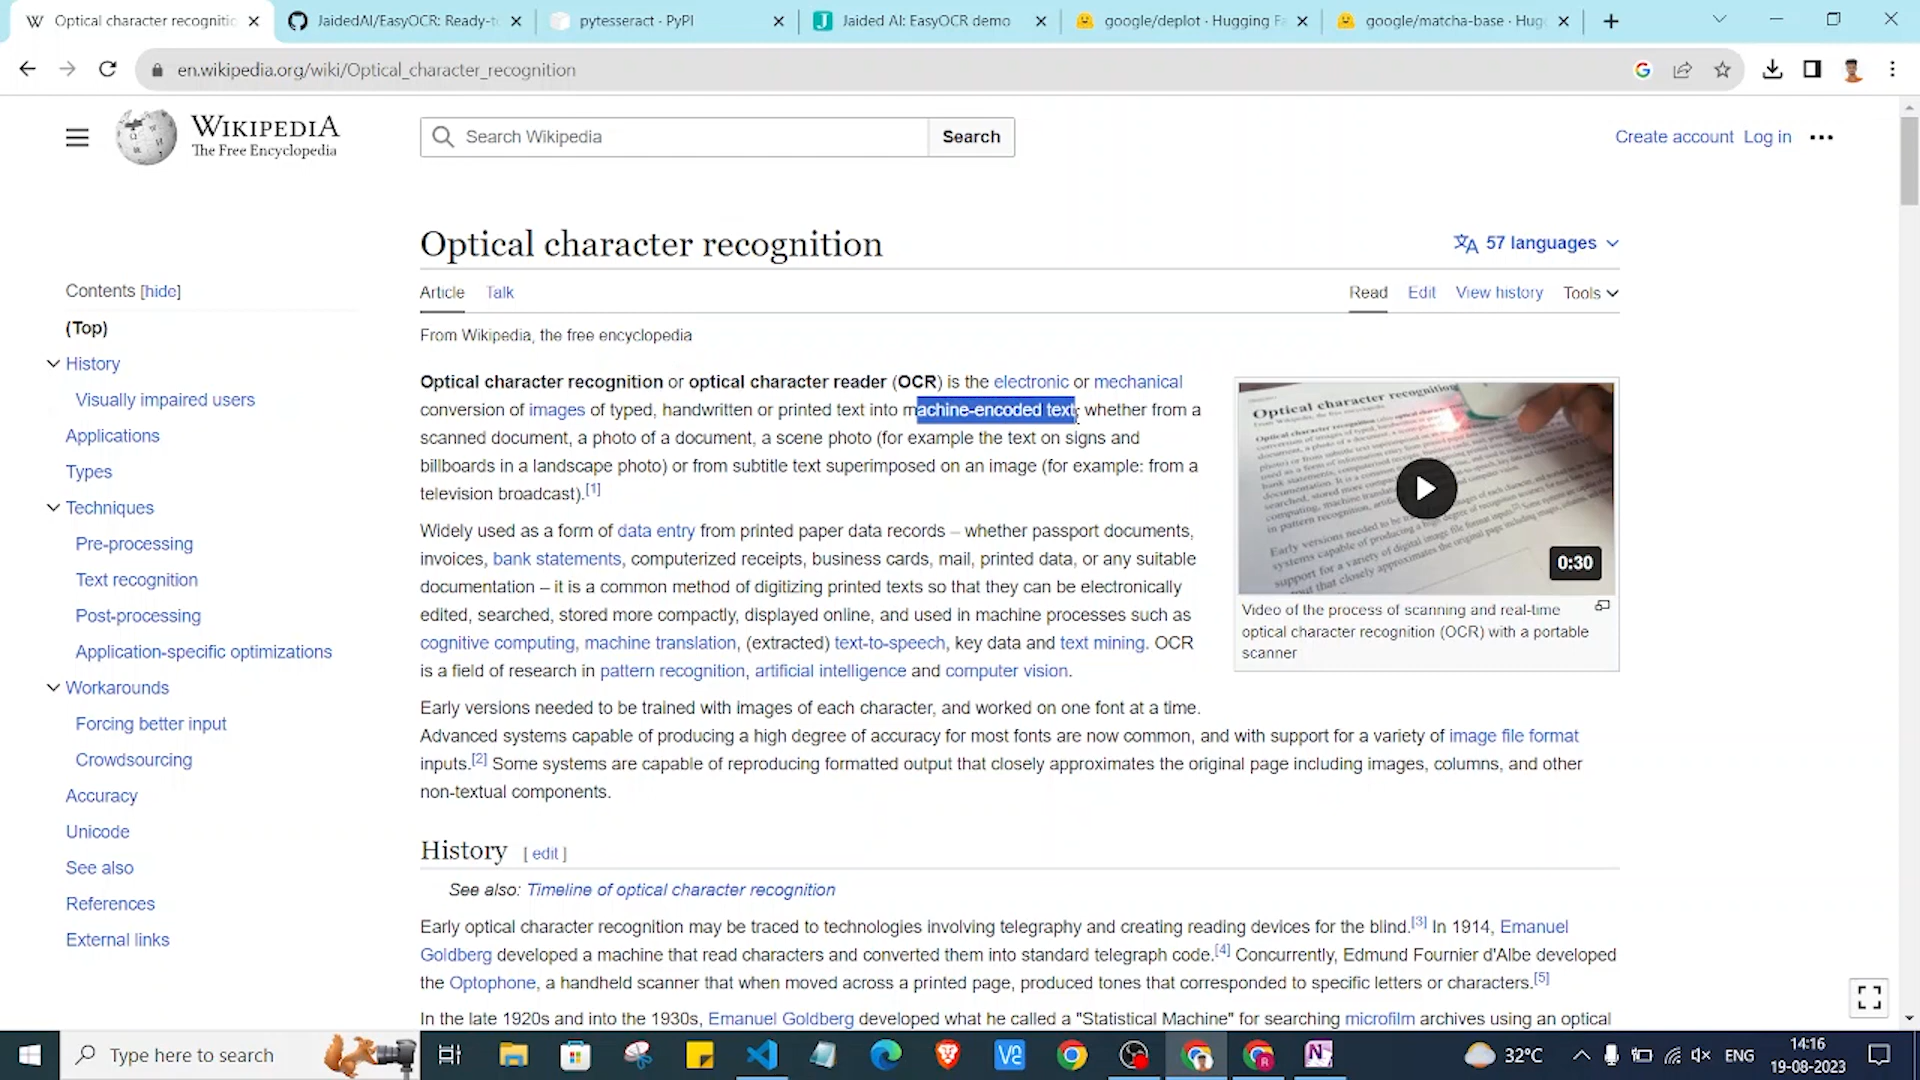 Optical character recognitic
JaidedAI/EasyOCR: Ready-t
pytesseract · PyPI
Jaided AI: EasyOCR demo
google/deplot · Hugging Fa
google/matcha-base · Hug
en.wikipedia.org/wiki/Optical_character_recognition
WIKIPEDIA
The Free Encyclopedia
Search Wikipedia
Search
Create account Log in
Optical character recognition
57 languages
Contents [hide]
(Top)
History
Visually impaired users
Applications
Types
Techniques
Pre-processing
Text recognition
Post-processing
Application-specific optimizations
Workarounds
Forcing better input
Crowdsourcing
Accuracy
Unicode
See also
References
External links
Article Talk
Read Edit View history Tools
From Wikipedia, the free encyclopedia
Optical character recognition or optical character reader (OCR) is the electronic or mechanical
conversion of images of typed, handwritten or printed text into machine-encoded text, whether from a
scanned document, a photo of a document, a scene photo (for example the text on signs and
billboards in a landscape photo) or from subtitle text superimposed on an image (for example: from a
television broadcast).[1]
Widely used as a form of data entry from printed paper data records – whether passport documents,
invoices, bank statements, computerized receipts, business cards, mail, printed data, or any suitable
documentation – it is a common method of digitizing printed texts so that they can be electronically
edited, searched, stored more compactly, displayed online, and used in machine processes such as
cognitive computing, machine translation, (extracted) text-to-speech, key data and text mining. OCR
is a field of research in pattern recognition, artificial intelligence and computer vision.
Early versions needed to be trained with images of each character, and worked on one font at a time.
Advanced systems capable of producing a high degree of accuracy for most fonts are now common, and with support for a variety of image file format
inputs.[2] Some systems are capable of reproducing formatted output that closely approximates the original page including images, columns, and other
non-textual components.
Optical character recognition
0:30
Video of the process of scanning and real-time
optical character recognition (OCR) with a portable
scanner
History [ edit ]
See also: Timeline of optical character recognition
Early optical character recognition may be traced to technologies involving telegraphy and creating reading devices for the blind.[3] In 1914, Emanuel
Goldberg developed a machine that read characters and converted them into standard telegraph code.[4] Concurrently, Edmund Fournier d'Albe developed
the Optophone, a handheld scanner that when moved across a printed page, produced tones that corresponded to specific letters or characters.[5]
In the late 1920s and into the 1930s, Emanuel Goldberg developed what he called a "Statistical Machine" for searching microfilm archives using an optical
Type here to search
32°C
ENG
14:16
19-08-2023